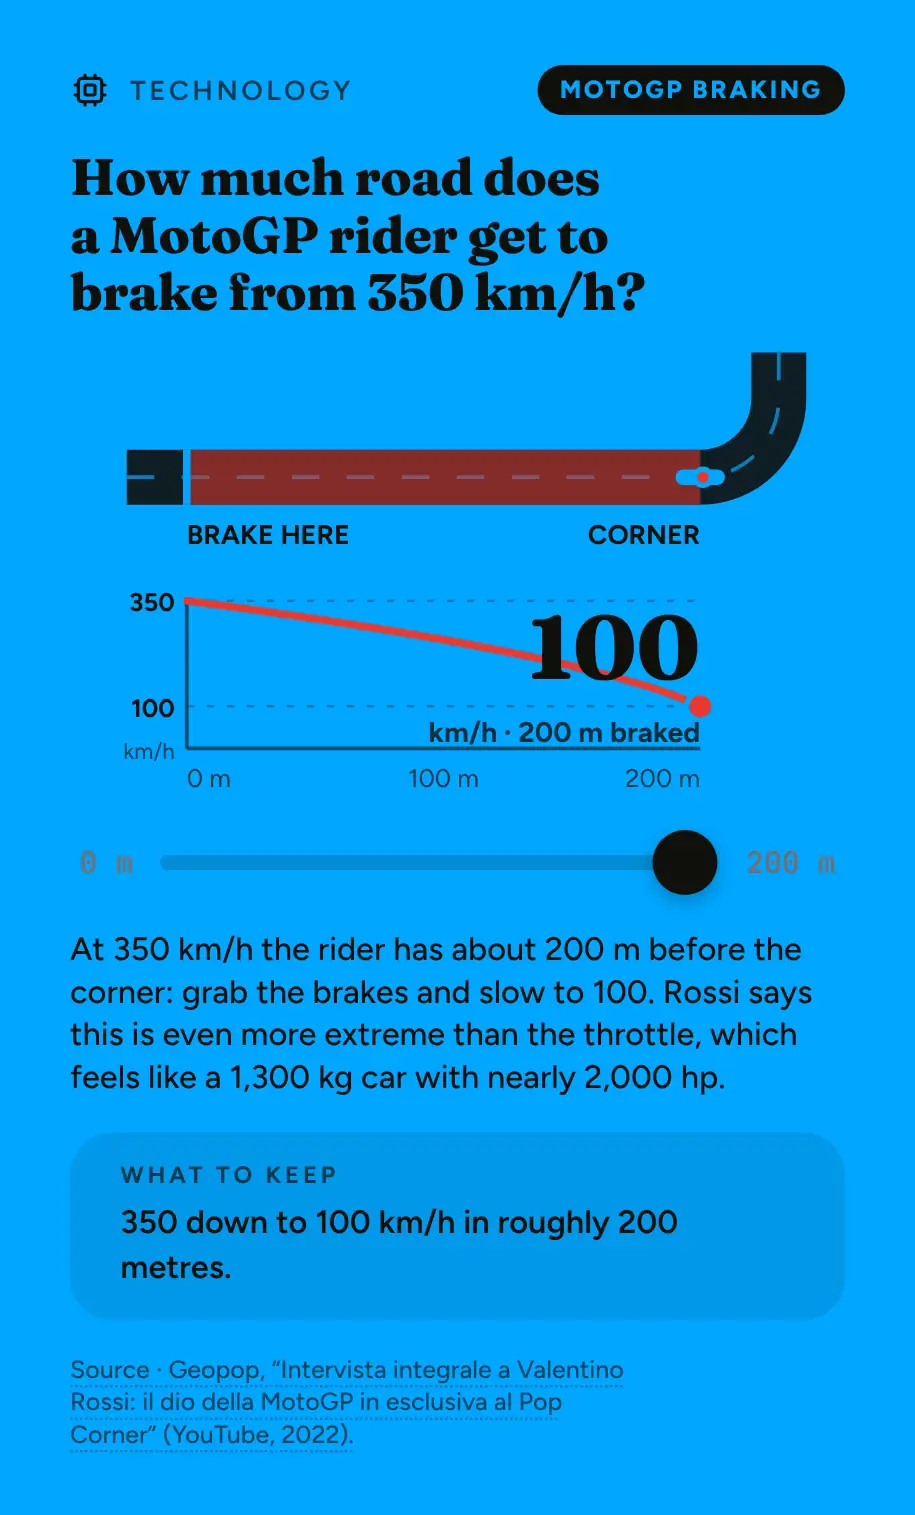 TECHNOLOGY
MOTOGP BRAKING
How much road does
a MotoGP rider get to
brake from 350 km/h?
BRAKE HERE
CORNER
350
100
100
km/h · 200 m braked
km/h
0 m
100 m
200 m
0 m
200 m
At 350 km/h the rider has about 200 m before the
corner: grab the brakes and slow to 100. Rossi says
this is even more extreme than the throttle, which
feels like a 1,300 kg car with nearly 2,000 hp.
WHAT TO KEEP
350 down to 100 km/h in roughly 200
metres.
Source · Geopop, “Intervista integrale a Valentino
Rossi: il dio della MotoGP in esclusiva al Pop
Corner” (YouTube, 2022).